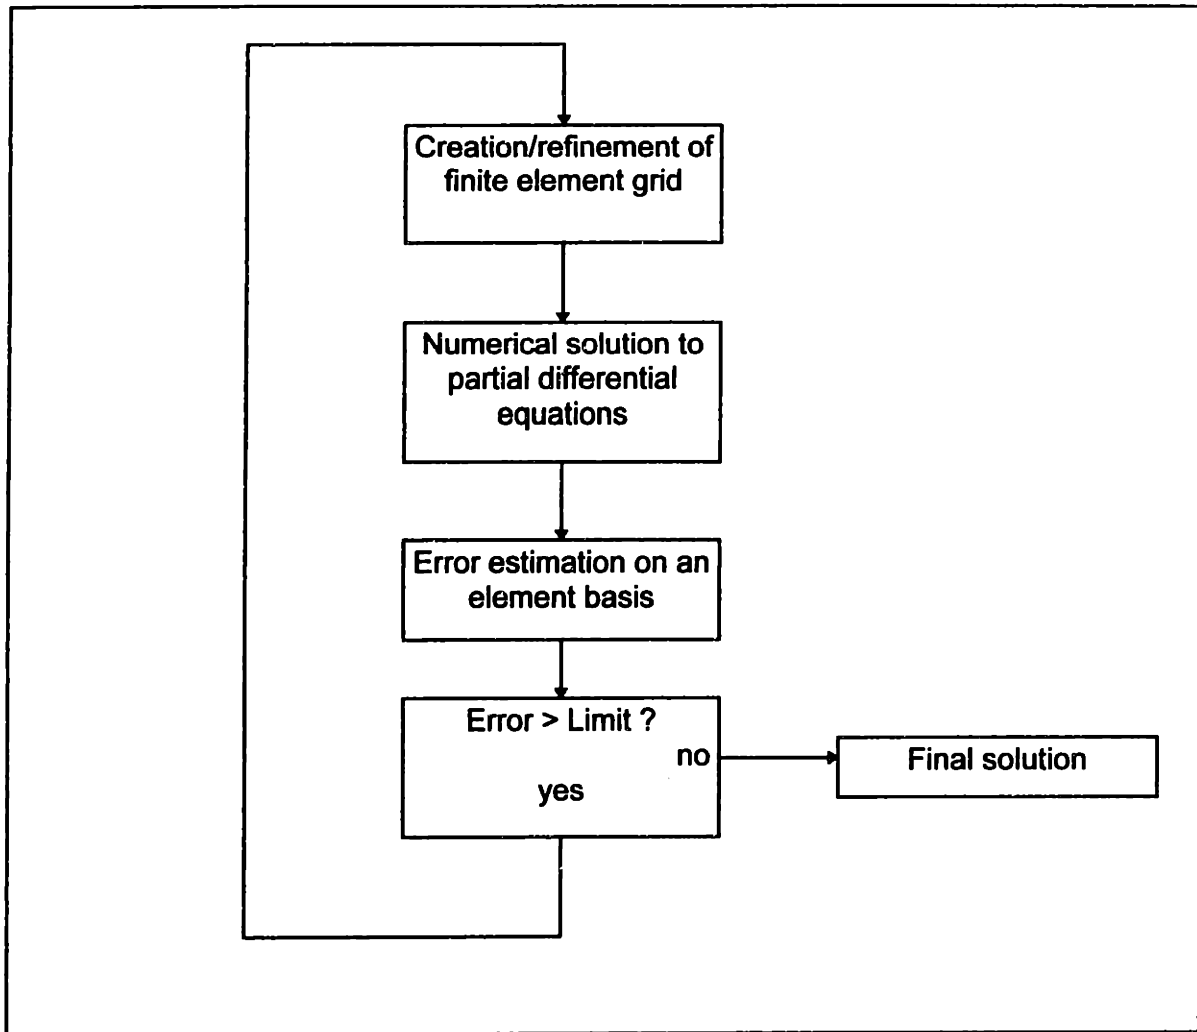 Creation/refinement of
finite element grid
Numerical solution to
partial differential
equations
Error estimation on an
element basis
Error > Limit ?
no
yes
Final solution